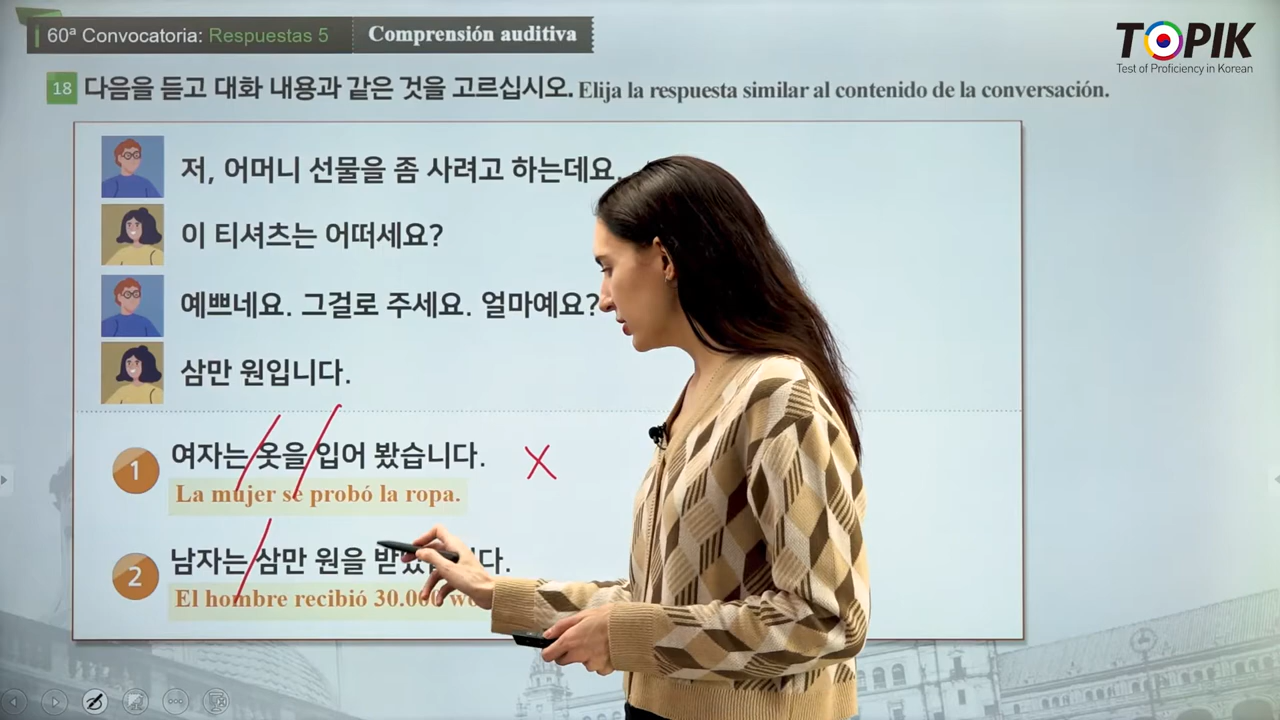 60ª Convocatoria: Respuestas 5
Comprensión auditiva
TOPIK
Test of Proficiency in Korean
18 다음을 듣고 대화 내용과 같은 것을 고르십시오. Elija la respuesta similar al contenido de la conversación.
저, 어머니 선물을 좀 사려고 하는데요.
이 티셔츠는 어떠세요?
예쁘네요. 그걸로 주세요. 얼마예요?
삼만 원입니다.
1 여자는 옷을 입어 봤습니다.
La mujer se probó la ropa.
2 남자는 삼만 원을
El hombre recibió 30.000